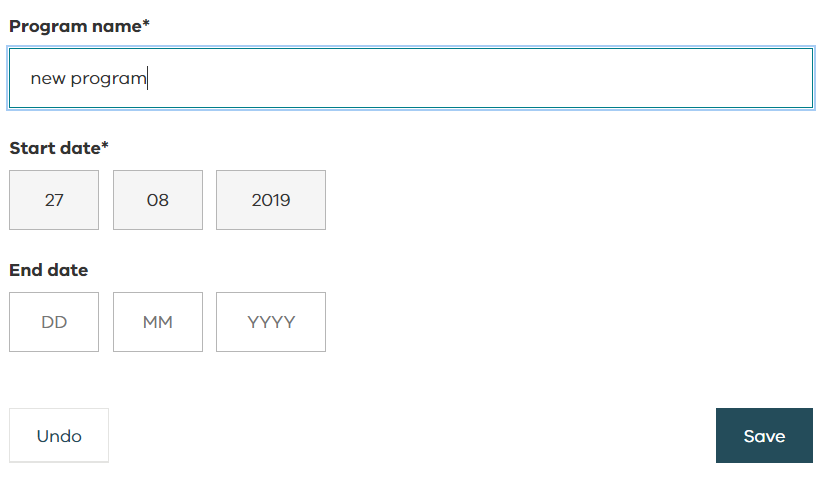 Program name*
new program
Start date*
27 08 2019
End date
DD MM YYYY
Undo Save